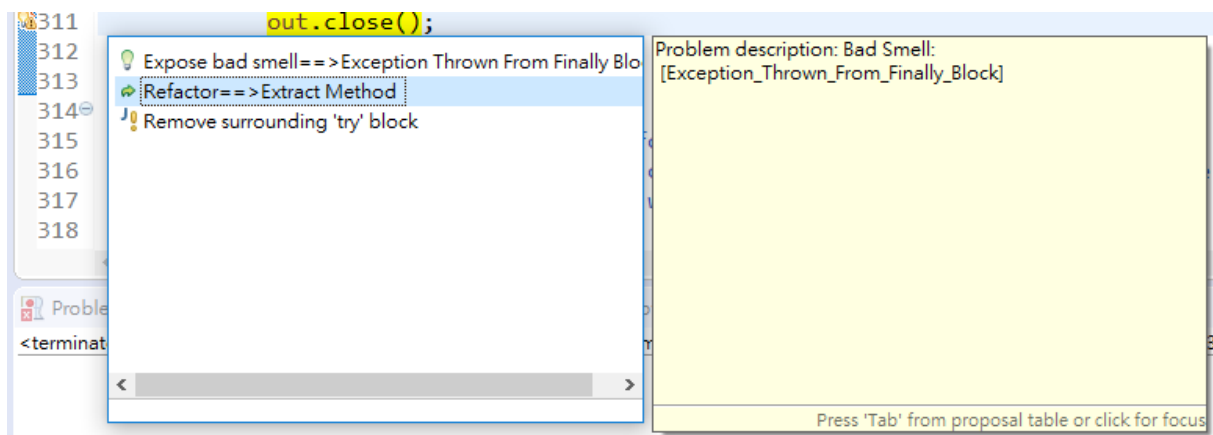 311 out.close();
312
313
314
315
316
317
318
Expose bad smell==>Exception Thrown From Finally Blo
Refactor==>Extract Method
Remove surrounding 'try' block
Problem description: Bad Smell:
[Exception_Thrown_From_Finally_Block]
Press 'Tab' from proposal table or click for focus
Proble
<terminat